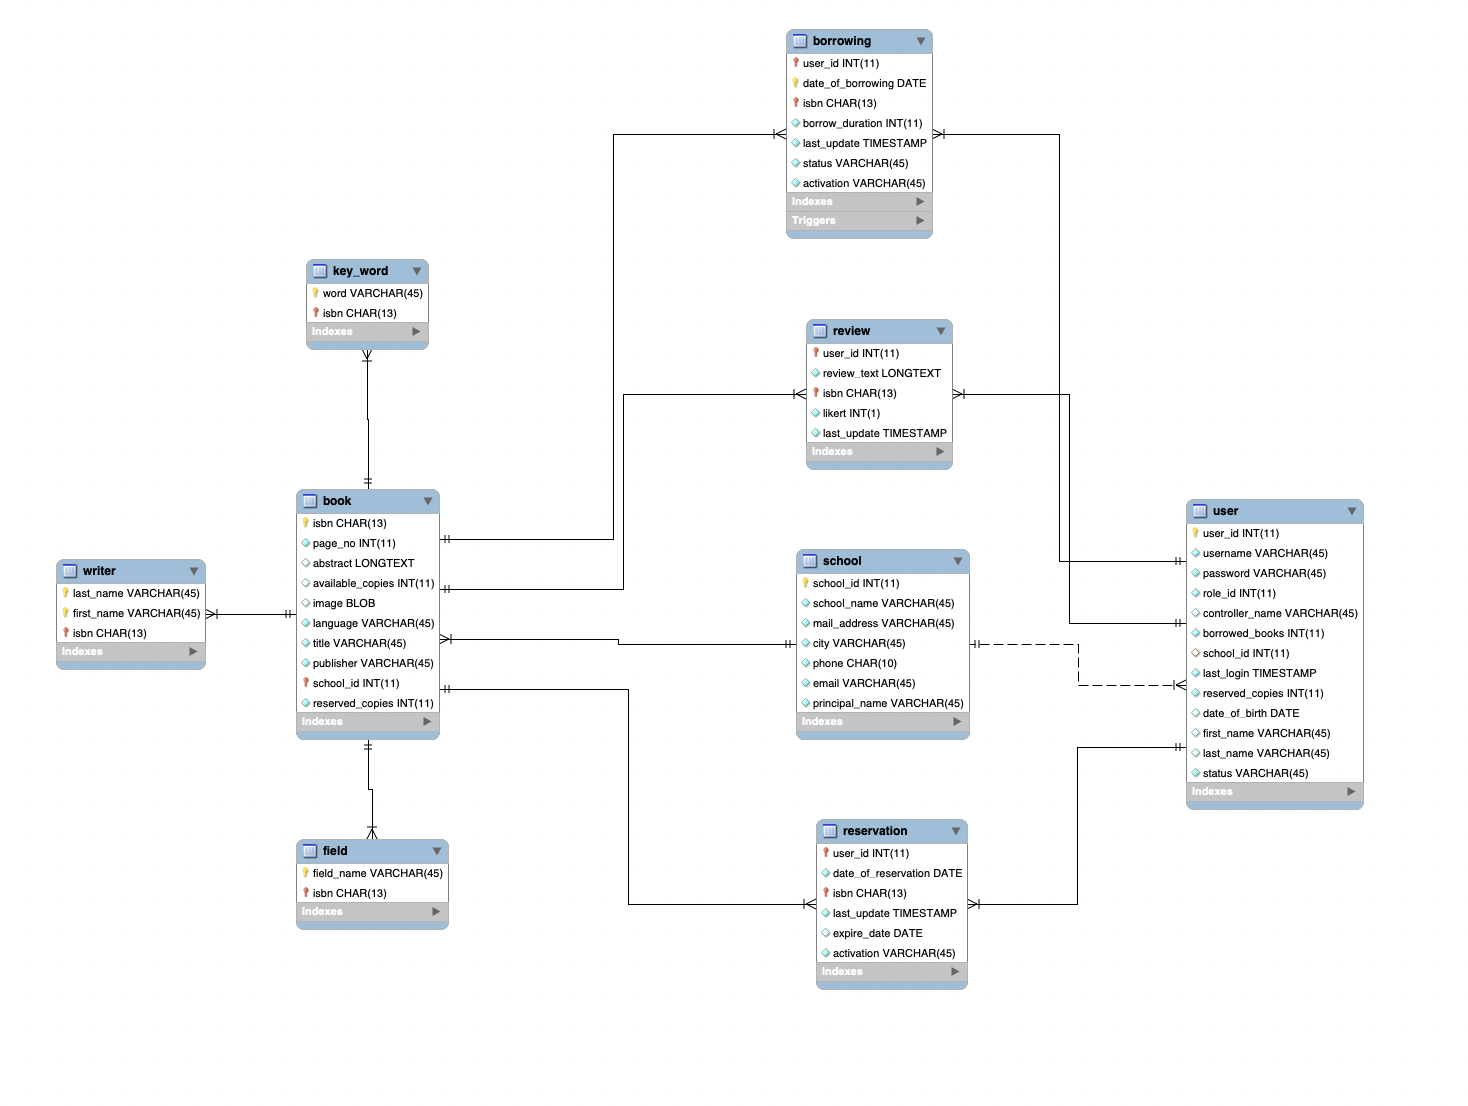 borrowing
user_id INT(11)
date_of_borrowing DATE
isbn CHAR(13)
borrow_duration INT(11)
last_update TIMESTAMP
status VARCHAR(45)
activation VARCHAR(45)
Indexes
Triggers
key_word
word VARCHAR(45)
isbn CHAR(13)
Indexes
review
user_id INT(11)
review_text LONGTEXT
isbn CHAR(13)
likert INT(1)
last_update TIMESTAMP
Indexes
book
isbn CHAR(13)
page_no INT(11)
abstract LONGTEXT
available_copies INT(11)
image BLOB
language VARCHAR(45)
title VARCHAR(45)
publisher VARCHAR(45)
school_id INT(11)
reserved_copies INT(11)
Indexes
user
user_id INT(11)
username VARCHAR(45)
password VARCHAR(45)
role_id INT(11)
controller_name VARCHAR(45)
borrowed_books INT(11)
school_id INT(11)
last_login TIMESTAMP
reserved_copies INT(11)
date_of_birth DATE
first_name VARCHAR(45)
last_name VARCHAR(45)
status VARCHAR(45)
Indexes
school
school_id INT(11)
school_name VARCHAR(45)
mail_address VARCHAR(45)
city VARCHAR(45)
phone CHAR(10)
email VARCHAR(45)
principal_name VARCHAR(45)
Indexes
writer
last_name VARCHAR(45)
first_name VARCHAR(45)
isbn CHAR(13)
Indexes
reservation
user_id INT(11)
date_of_reservation DATE
isbn CHAR(13)
last_update TIMESTAMP
expire_date DATE
activation VARCHAR(45)
Indexes
field
field_name VARCHAR(45)
isbn CHAR(13)
Indexes